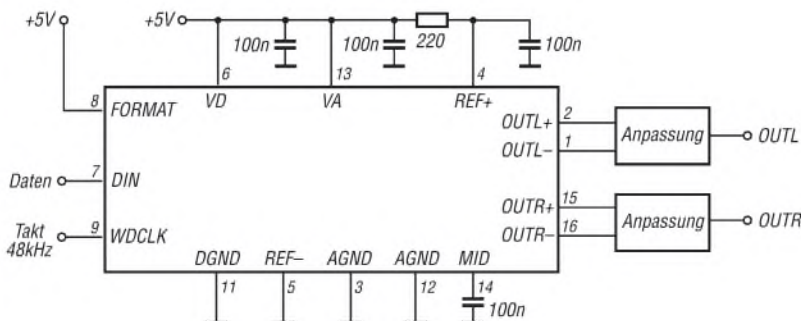 +5V
+5V
100n
100n
220
100n
6
13
4
8
FORMAT
VD
VA
REF+
OUTL+
2
OUTL–
1
Anpassung
OUTL
Daten
7
DIN
Takt
48kHz
9
WDCLK
OUTR+
15
OUTR–
16
Anpassung
OUTR
DGND
REF–
AGND
AGND
MID
11
5
3
12
14
100n